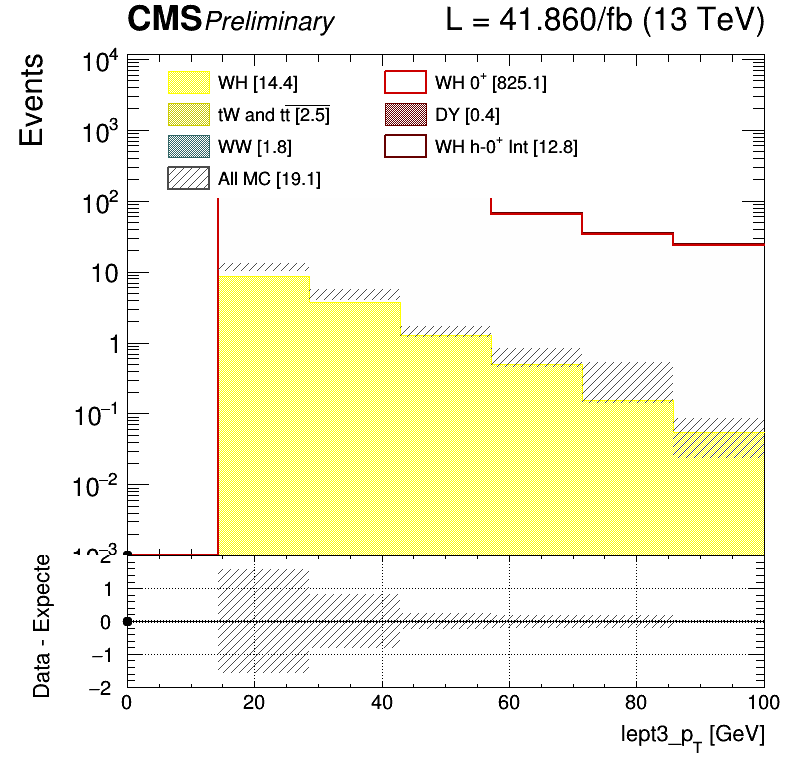 CMS Preliminary L = 41.860/fb (13 TeV)
Events
10⁴
10³
10²
10
1
10⁻¹
10⁻²
10⁻³
WH [14.4]
WH 0⁺ [825.1]
tW and tt̅ [2.5]
DY [0.4]
WW [1.8]
WH h-0⁺ Int [12.8]
All MC [19.1]
Data - Expecte
2
1
0
−1
−2
0 20 40 60 80 100
lept3_p_T [GeV]